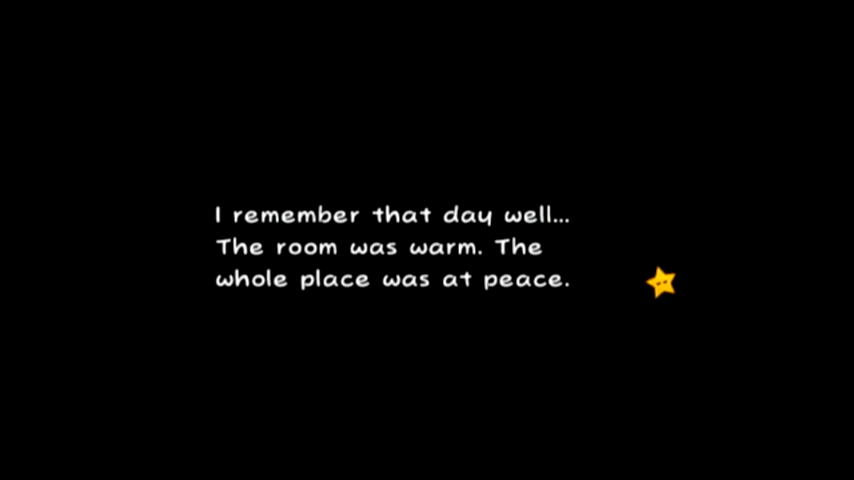 I remember that day well...
The room was warm. The
whole place was at peace.